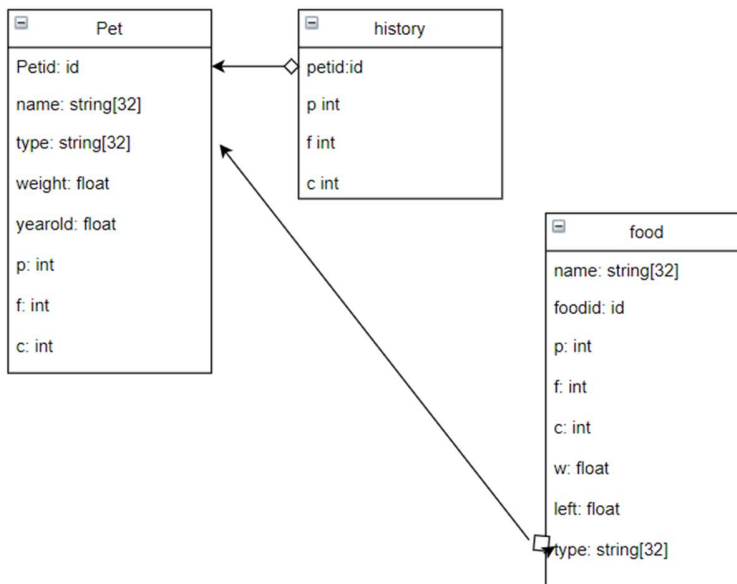 Pet
Petid: id
name: string[32]
type: string[32]
weight: float
yearold: float
p: int
f: int
c: int
history
petid:id
p int
f int
c int
food
name: string[32]
foodid: id
p: int
f: int
c: int
w: float
left: float
type: string[32]